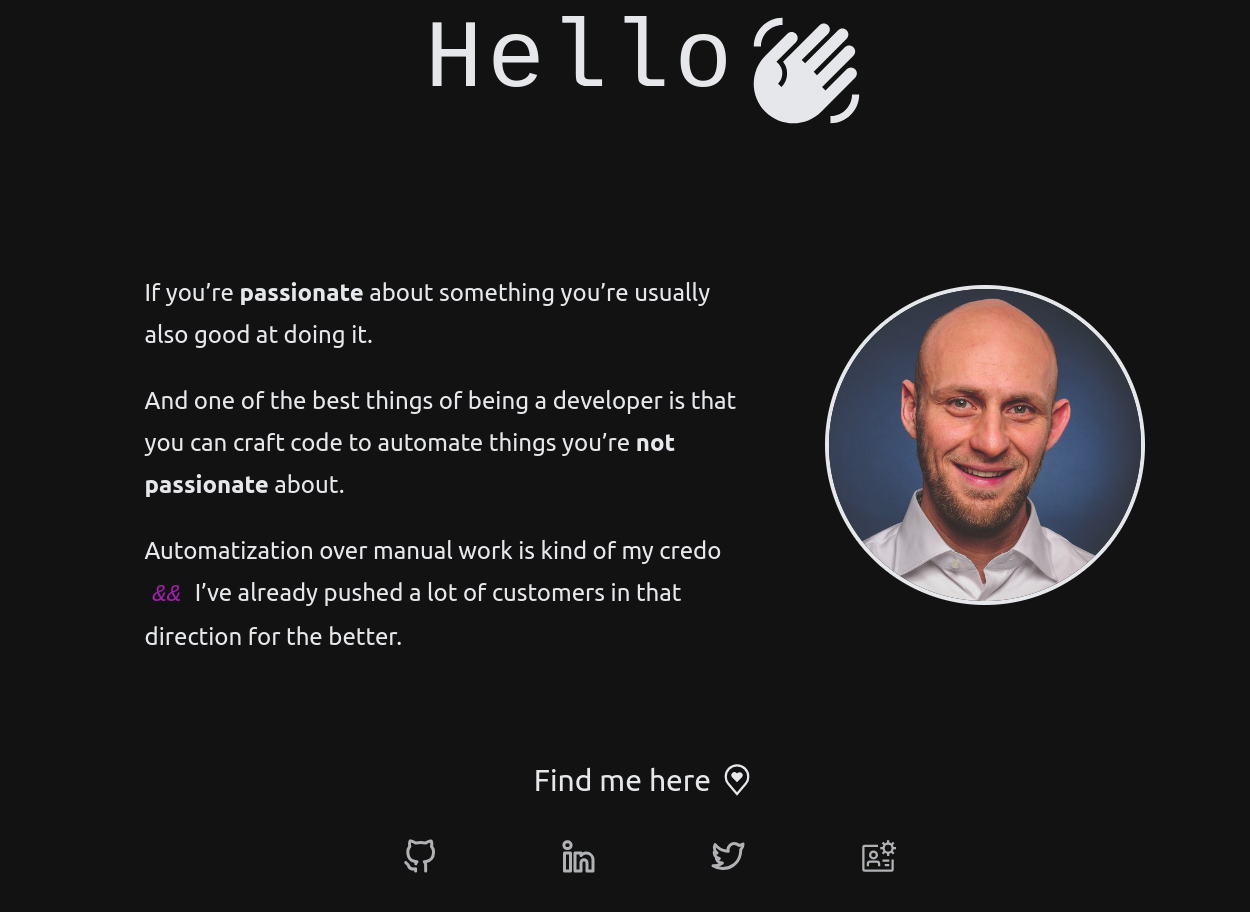 Hello
If you’re passionate about something you’re usually
also good at doing it.
And one of the best things of being a developer is that
you can craft code to automate things you’re not
passionate about.
Automatization over manual work is kind of my credo
&& I’ve already pushed a lot of customers in that
direction for the better.
Find me here
in